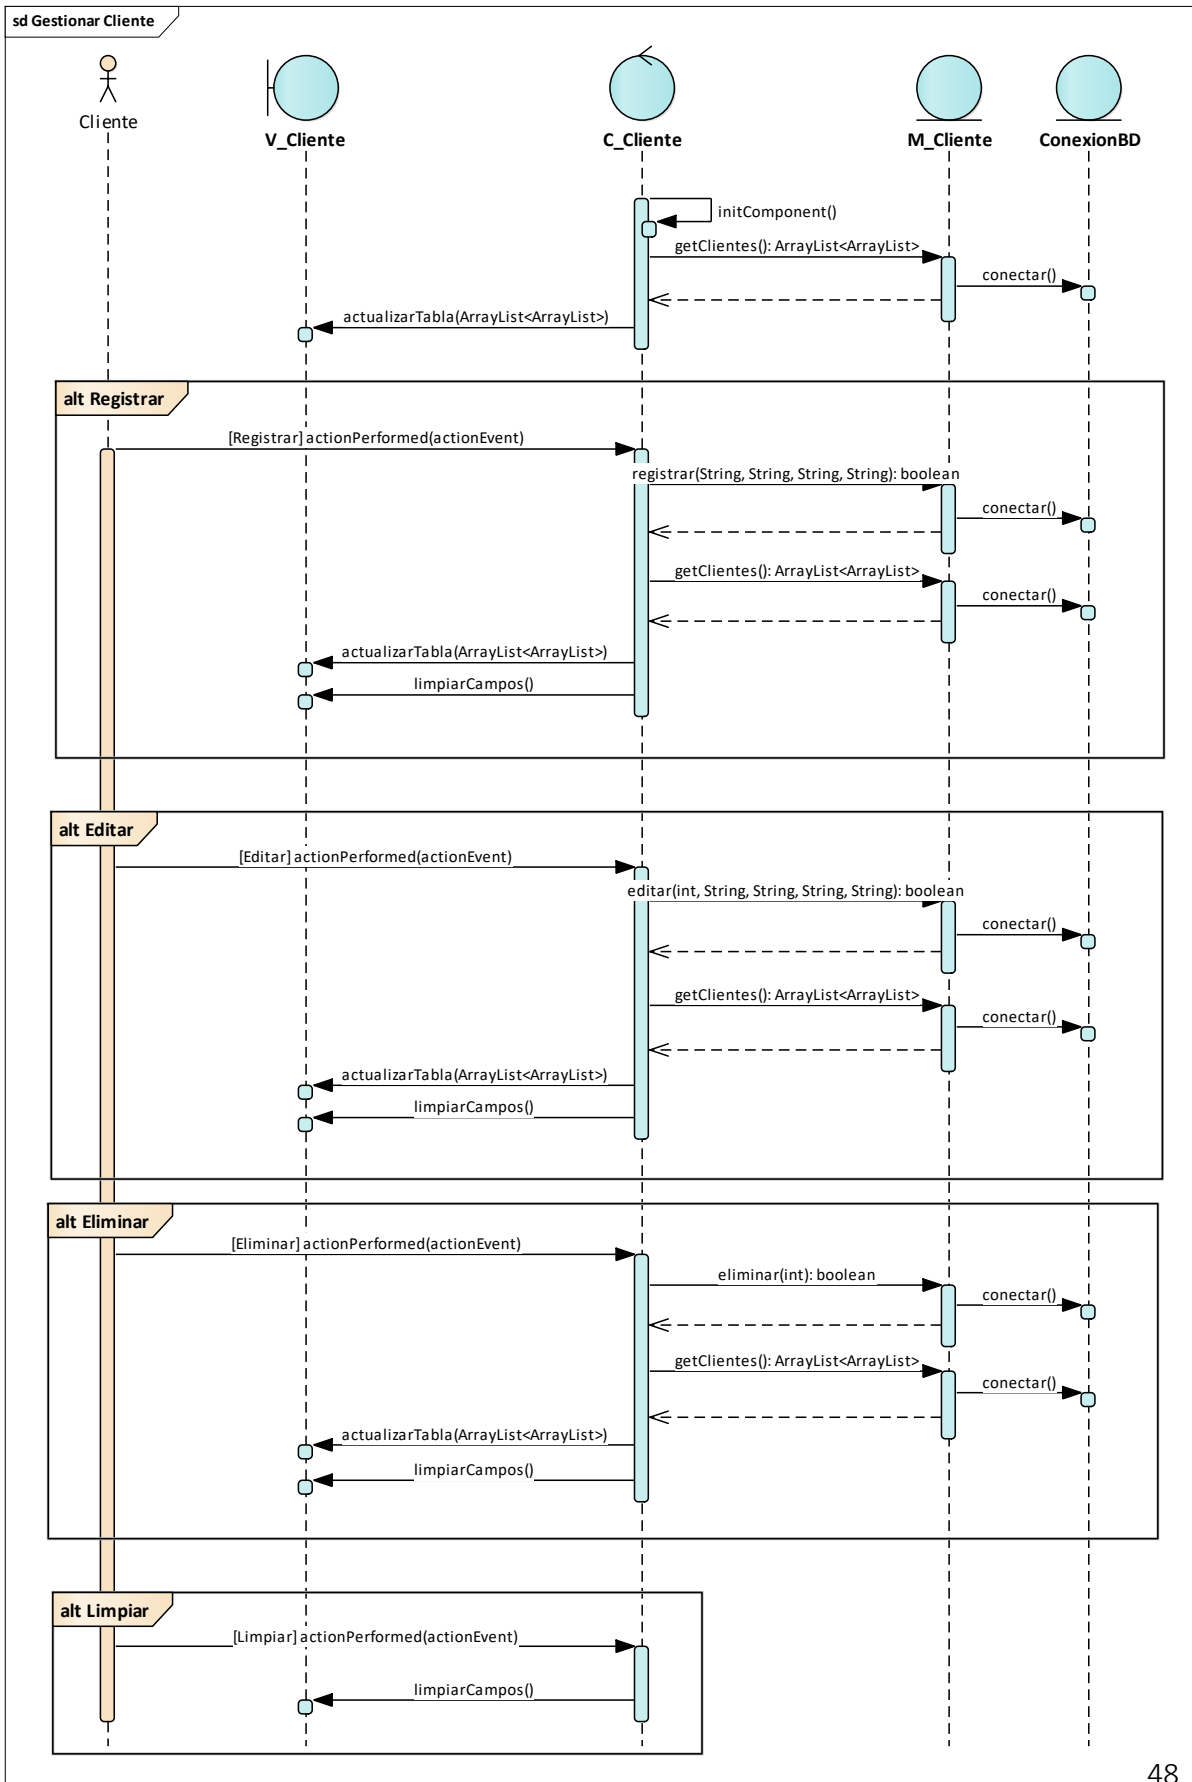 sd Gestionar Cliente
Cliente
V_Cliente
C_Cliente
M_Cliente
ConexionBD
initComponent()
getClientes(): ArrayList<ArrayList>
conectar()
actualizarTabla(ArrayList<ArrayList>)
alt Registrar
[Registrar] actionPerformed(actionEvent)
registrar(String, String, String, String): boolean
conectar()
getClientes(): ArrayList<ArrayList>
conectar()
actualizarTabla(ArrayList<ArrayList>)
limpiarCampos()
alt Editar
[Editar] actionPerformed(actionEvent)
editar(int, String, String, String, String): boolean
conectar()
getClientes(): ArrayList<ArrayList>
conectar()
actualizarTabla(ArrayList<ArrayList>)
limpiarCampos()
alt Eliminar
[Eliminar] actionPerformed(actionEvent)
eliminar(int): boolean
conectar()
getClientes(): ArrayList<ArrayList>
conectar()
actualizarTabla(ArrayList<ArrayList>)
limpiarCampos()
alt Limpiar
[Limpiar] actionPerformed(actionEvent)
limpiarCampos()
48